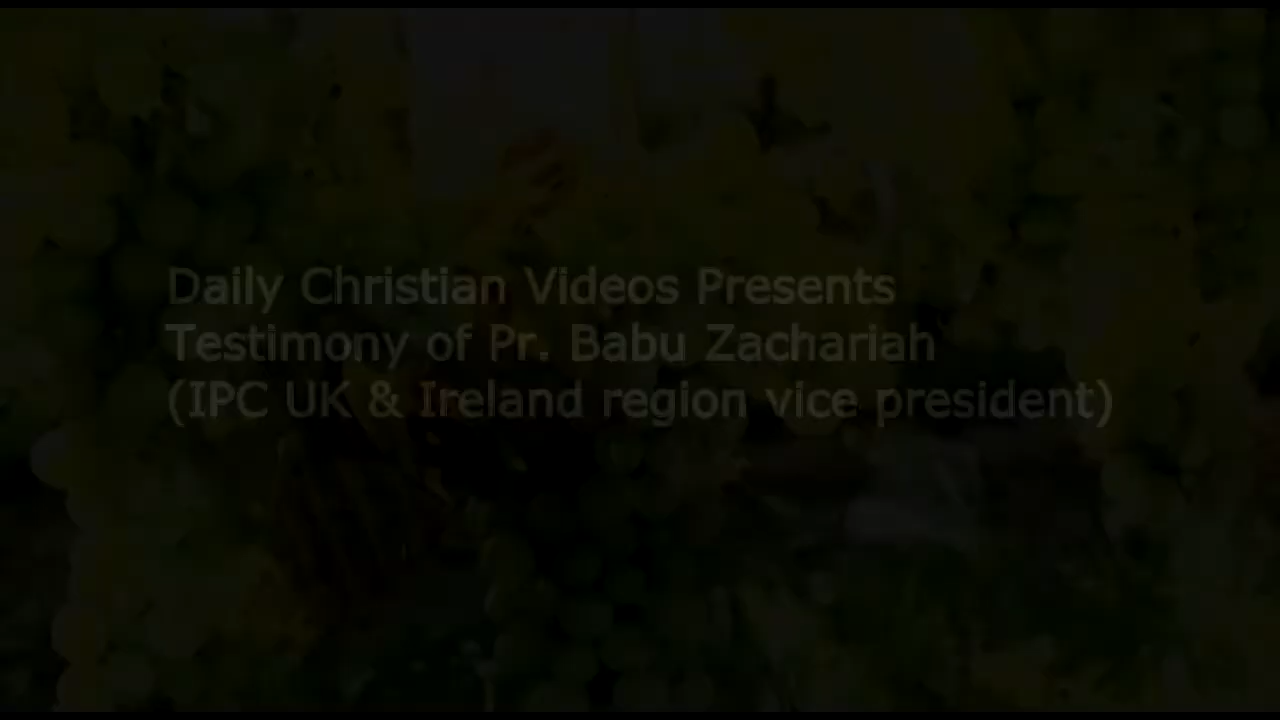 Daily Christian Videos Presents
Testimony of Pr. Babu Zachariah
(IPC UK & Ireland region vice president)